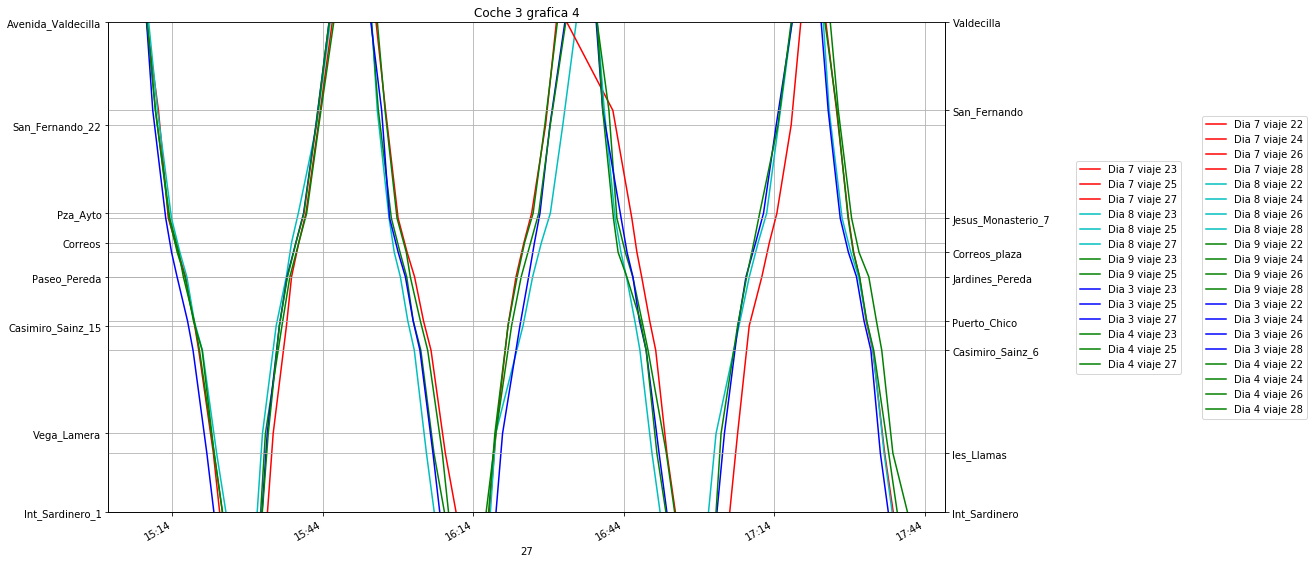 Coche 3 grafica 4
Avenida_Valdecilla
San_Fernando_22
Pza_Ayto
Correos
Paseo_Pereda
Casimiro_Sainz_15
Vega_Lamera
Int_Sardinero_1
Valdecilla
San_Fernando
Jesus_Monasterio_7
Correos_plaza
Jardines_Pereda
Puerto_Chico
Casimiro_Sainz_6
Ies_Llamas
Int_Sardinero
15:14
15:44
16:14
16:44
17:14
17:44
27
Dia 7 viaje 23
Dia 7 viaje 25
Dia 7 viaje 27
Dia 8 viaje 23
Dia 8 viaje 25
Dia 8 viaje 27
Dia 9 viaje 23
Dia 9 viaje 25
Dia 3 viaje 23
Dia 3 viaje 25
Dia 3 viaje 27
Dia 4 viaje 23
Dia 4 viaje 25
Dia 4 viaje 27
Dia 7 viaje 22
Dia 7 viaje 24
Dia 7 viaje 26
Dia 7 viaje 28
Dia 8 viaje 22
Dia 8 viaje 24
Dia 8 viaje 26
Dia 8 viaje 28
Dia 9 viaje 22
Dia 9 viaje 24
Dia 9 viaje 26
Dia 9 viaje 28
Dia 3 viaje 22
Dia 3 viaje 24
Dia 3 viaje 26
Dia 3 viaje 28
Dia 4 viaje 22
Dia 4 viaje 24
Dia 4 viaje 26
Dia 4 viaje 28